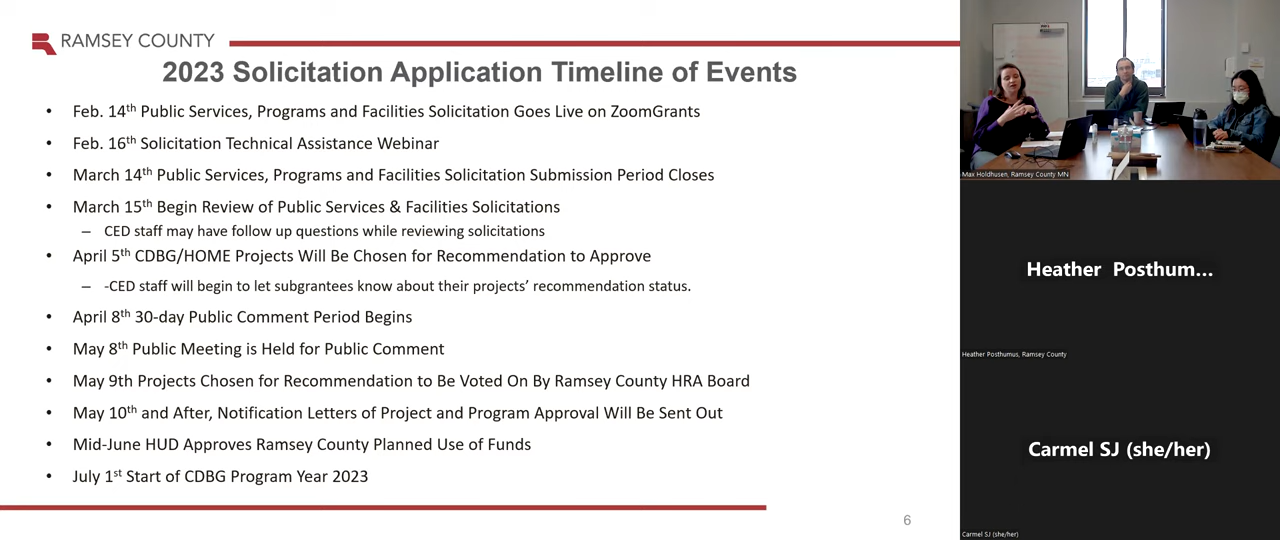 RAMSEY COUNTY
2023 Solicitation Application Timeline of Events
• Feb. 14th Public Services, Programs and Facilities Solicitation Goes Live on ZoomGrants
• Feb. 16th Solicitation Technical Assistance Webinar
• March 14th Public Services, Programs and Facilities Solicitation Submission Period Closes
• March 15th Begin Review of Public Services & Facilities Solicitations
– CED staff may have follow up questions while reviewing solicitations
• April 5th CDBG/HOME Projects Will Be Chosen for Recommendation to Approve
– -CED staff will begin to let subgrantees know about their projects’ recommendation status.
• April 8th 30-day Public Comment Period Begins
• May 8th Public Meeting is Held for Public Comment
• May 9th Projects Chosen for Recommendation to Be Voted On By Ramsey County HRA Board
• May 10th and After, Notification Letters of Project and Program Approval Will Be Sent Out
• Mid-June HUD Approves Ramsey County Planned Use of Funds
• July 1st Start of CDBG Program Year 2023
6
Max Holdhusen, Ramsey County MN
Heather Posthum...
Heather Posthumus, Ramsey County
Carmel SJ (she/her)
Carmel SJ (she/her)